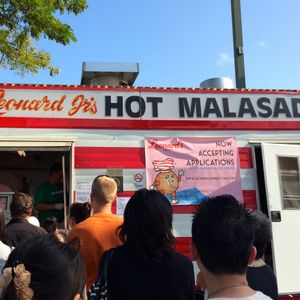 Leonard Jr's HOT MALASAD
Leonard's
NOW
ACCEPTING
APPLICATIONS